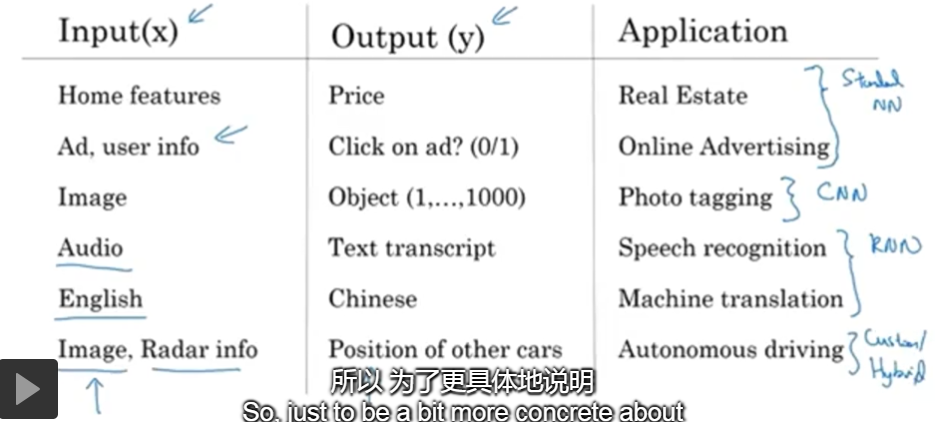 Input(x) Output (y) Application
Home features Price Real Estate
Standard NN
Ad, user info Click on ad? (0/1) Online Advertising
Image Object (1,...,1000) Photo tagging CNN
Audio Text transcript Speech recognition RNN
English Chinese Machine translation
Image, Radar info Position of other cars Autonomous driving Custom/
Hybrid
所以 为了更具体地说明
So, just to be a bit more concrete about